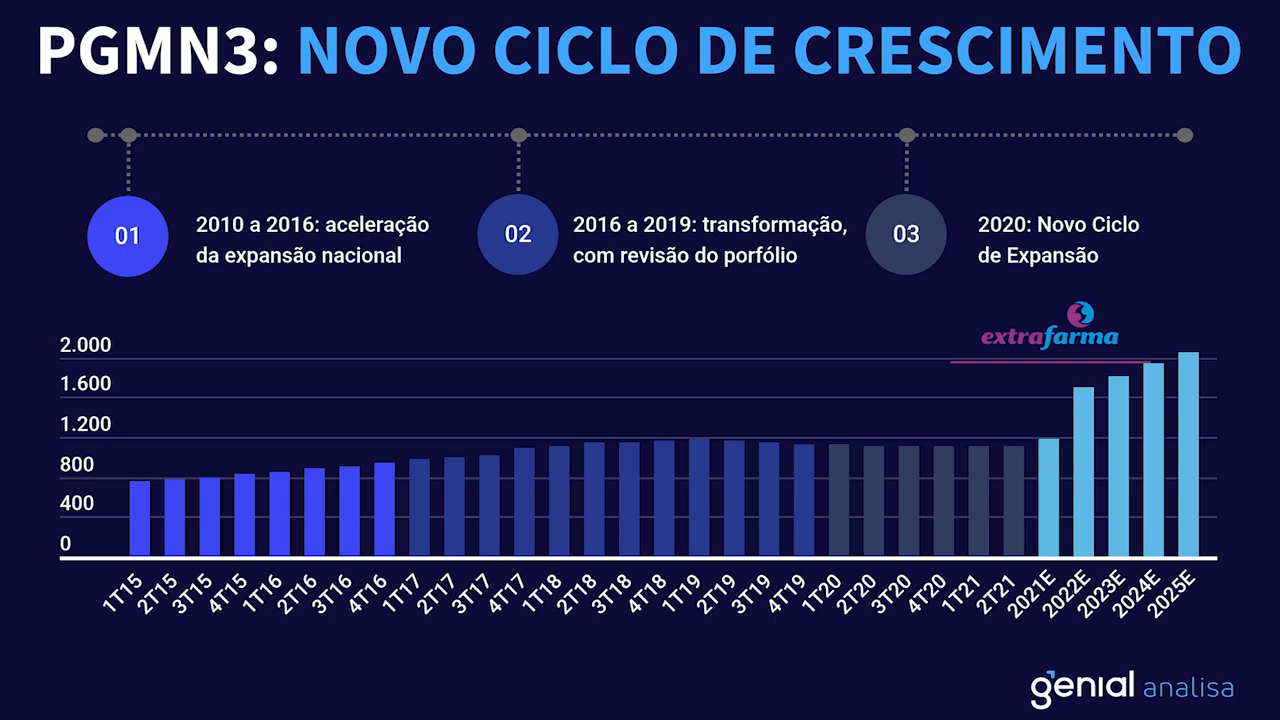 PGMN3: NOVO CICLO DE CRESCIMENTO
01
2010 a 2016: aceleração
da expansão nacional
02
2016 a 2019: transformação,
com revisão do porfólio
03
2020: Novo Ciclo
de Expansão
extrafarma
2.000
1.600
1.200
800
400
0
1T15
2T15
3T15
4T15
1T16
2T16
3T16
4T16
1T17
2T17
3T17
4T17
1T18
2T18
3T18
4T18
1T19
2T19
3T19
4T19
1T20
2T20
3T20
4T20
1T21
2T21
2021E
2022E
2023E
2024E
2025E
genial analisa